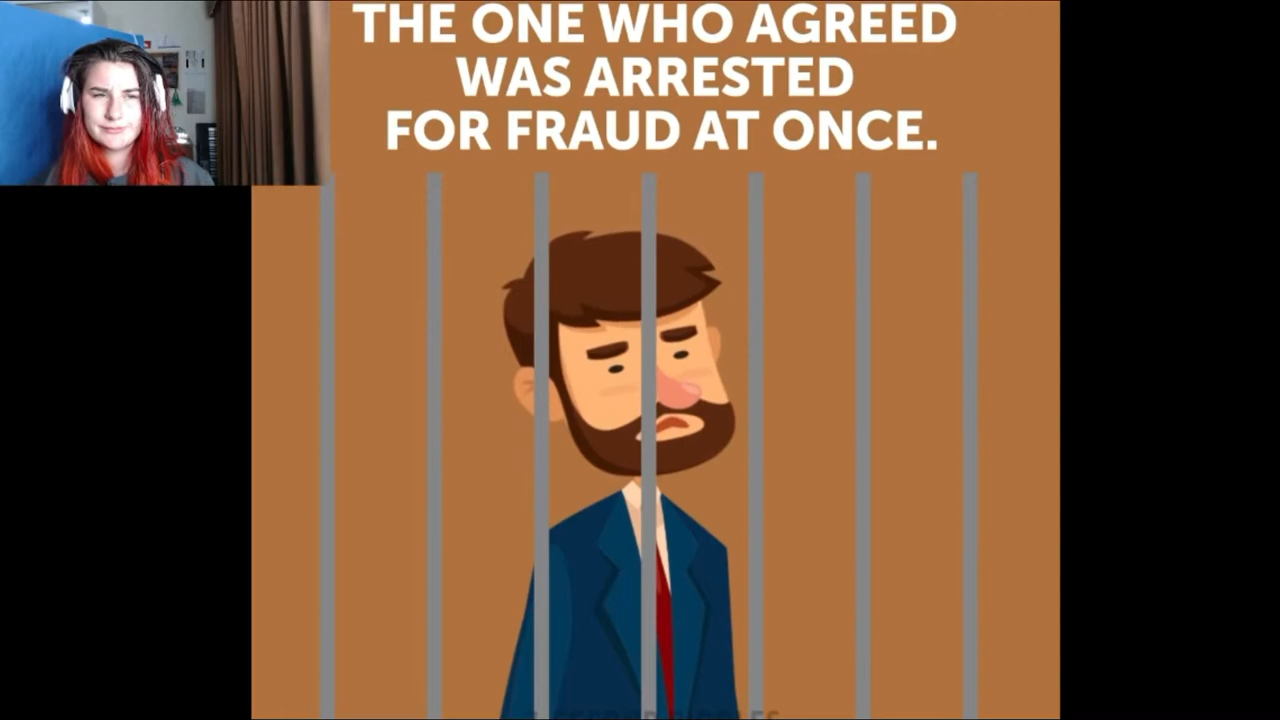 THE ONE WHO AGREED
WAS ARRESTED
FOR FRAUD AT ONCE.